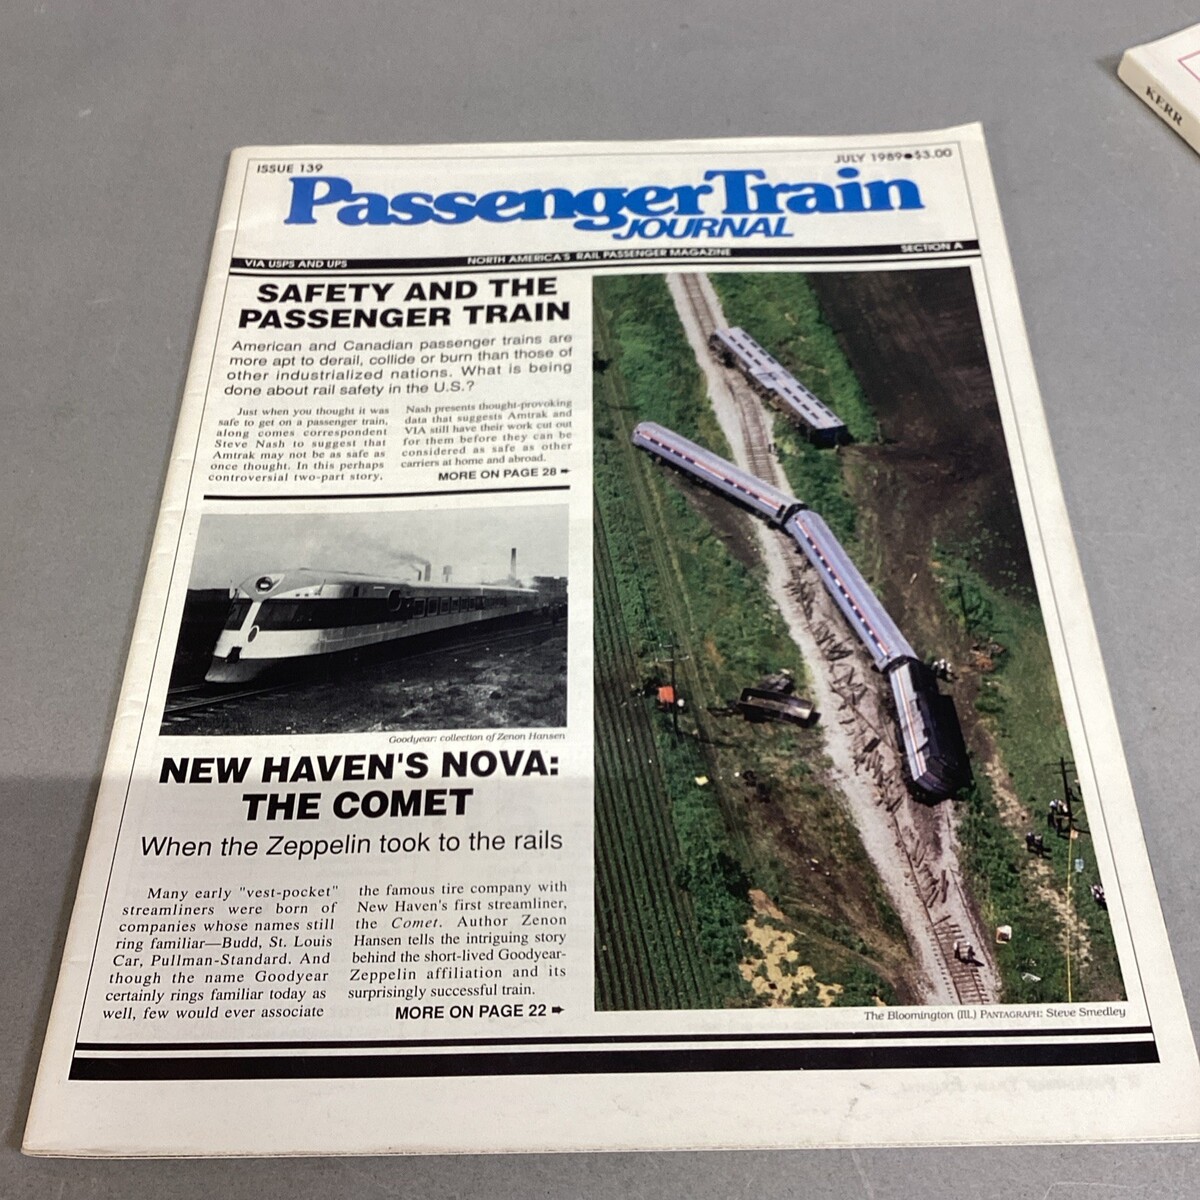 KERR
ISSUE 139
JULY 1989●$3.00
Passenger Train
JOURNAL
VIA USPS AND UPS
NORTH AMERICA'S RAIL PASSENGER MAGAZINE
SECTION A
SAFETY AND THE
PASSENGER TRAIN
American and Canadian passenger trains are
more apt to derail, collide or burn than those of
other industrialized nations. What is being
done about rail safety in the U.S.?
Just when you thought it was
safe to get on a passenger train,
along comes correspondent
Steve Nash to suggest that
Amtrak may not be as safe as
once thought. In this perhaps
controversial two-part story,
Nash presents thought-provoking
data that suggests Amtrak and
VIA still have their work cut out
for them before they can be
considered as safe as other
carriers at home and abroad.
MORE ON PAGE 28 ➨
Goodyear; collection of Zenon Hansen
NEW HAVEN'S NOVA:
THE COMET
When the Zeppelin took to the rails
Many early "vest-pocket"
streamliners were born of
companies whose names still
ring familiar—Budd, St. Louis
Car, Pullman-Standard. And
though the name Goodyear
certainly rings familiar today as
well, few would ever associate
the famous tire company with
New Haven's first streamliner,
the Comet. Author Zenon
Hansen tells the intriguing story
behind the short-lived Goodyear-
Zeppelin affiliation and its
surprisingly successful train.
MORE ON PAGE 22 ➨
The Bloomington (Ill.) PANTAGRAPH: Steve Smedley